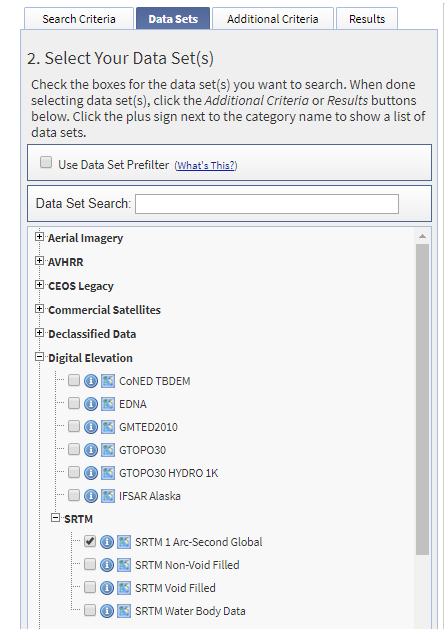 Search Criteria
Data Sets
Additional Criteria
Results
2. Select Your Data Set(s)
Check the boxes for the data set(s) you want to search. When done
selecting data set(s), click the Additional Criteria or Results buttons
below. Click the plus sign next to the category name to show a list of
data sets.
Use Data Set Prefilter (What's This?)
Data Set Search:
Aerial Imagery
AVHRR
CEOS Legacy
Commercial Satellites
Declassified Data
Digital Elevation
CoNED TBDEM
EDNA
GMTED2010
GTOPO30
GTOPO30 HYDRO 1K
IFSAR Alaska
SRTM
SRTM 1 Arc-Second Global
SRTM Non-Void Filled
SRTM Void Filled
SRTM Water Body Data